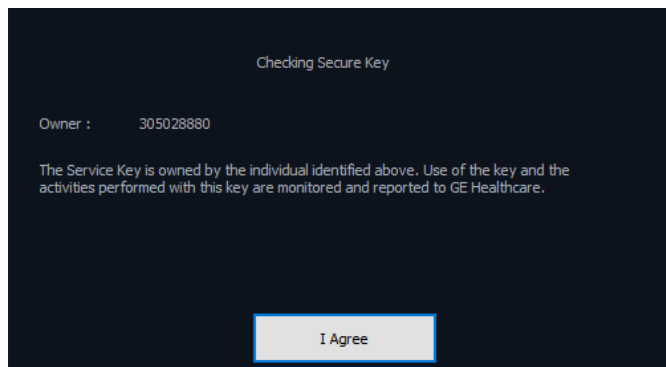 Checking Secure Key
Owner : 305028880
The Service Key is owned by the individual identified above. Use of the key and the
activities performed with this key are monitored and reported to GE Healthcare.
I Agree